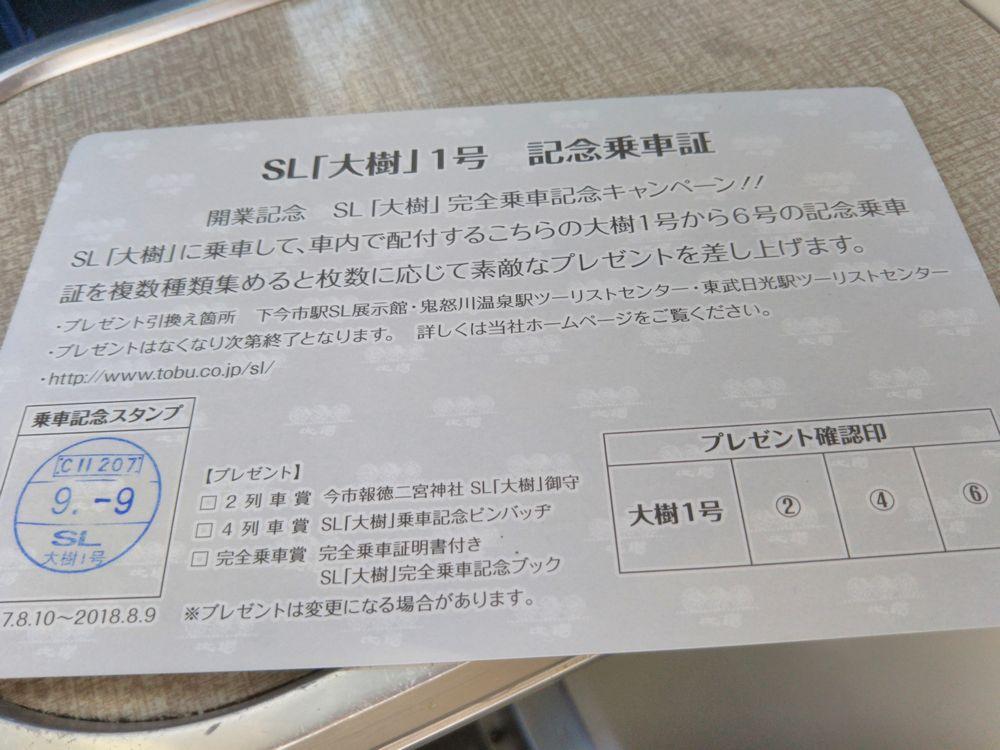 SL「大樹」1号　記念乗車証
開業記念　SL「大樹」完全乗車記念キャンペーン!!
SL「大樹」に乗車して、車内で配付するこちらの大樹1号から6号の記念乗車
証を複数種類集めると枚数に応じて素敵なプレゼントを差し上げます。
・プレゼント引換え箇所　下今市駅SL展示館・鬼怒川温泉駅ツーリストセンター・東武日光駅ツーリストセンター
・プレゼントはなくなり次第終了となります。　詳しくは当社ホームページをご覧ください。
・http://www.tobu.co.jp/sl/
乗車記念スタンプ
C11 207
9.-9
SL
大樹1号
7.8.10～2018.8.9
【プレゼント】
□ 2列車賞　今市報徳二宮神社 SL「大樹」御守
□ 4列車賞　SL「大樹」乗車記念ピンバッヂ
□ 完全乗車賞　完全乗車証明書付き
SL「大樹」完全乗車記念ブック
※プレゼントは変更になる場合があります。
プレゼント確認印
大樹1号　②　④　⑥